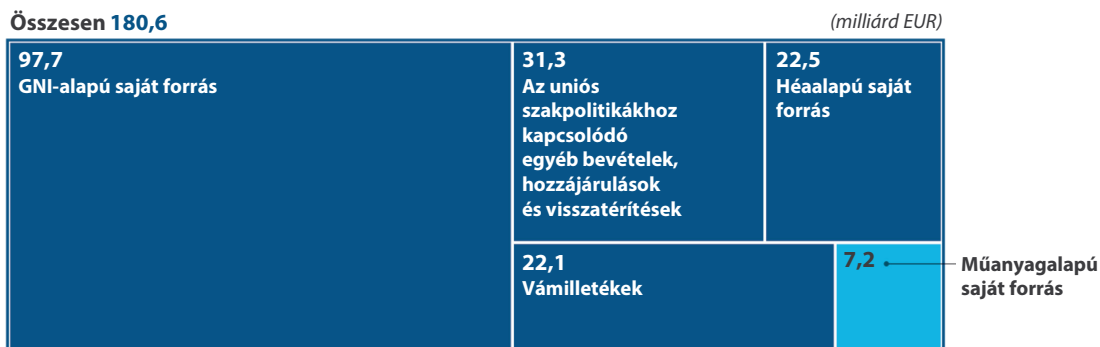 Összesen 180,6
(milliárd EUR)
97,7
GNI-alapú saját forrás
31,3
Az uniós
szakpolitikákhoz
kapcsolódó
egyéb bevételek,
hozzájárulások
és visszatérítések
22,5
Héaalapú saját
forrás
22,1
Vámilletékek
7,2
Műanyagalapú
saját forrás